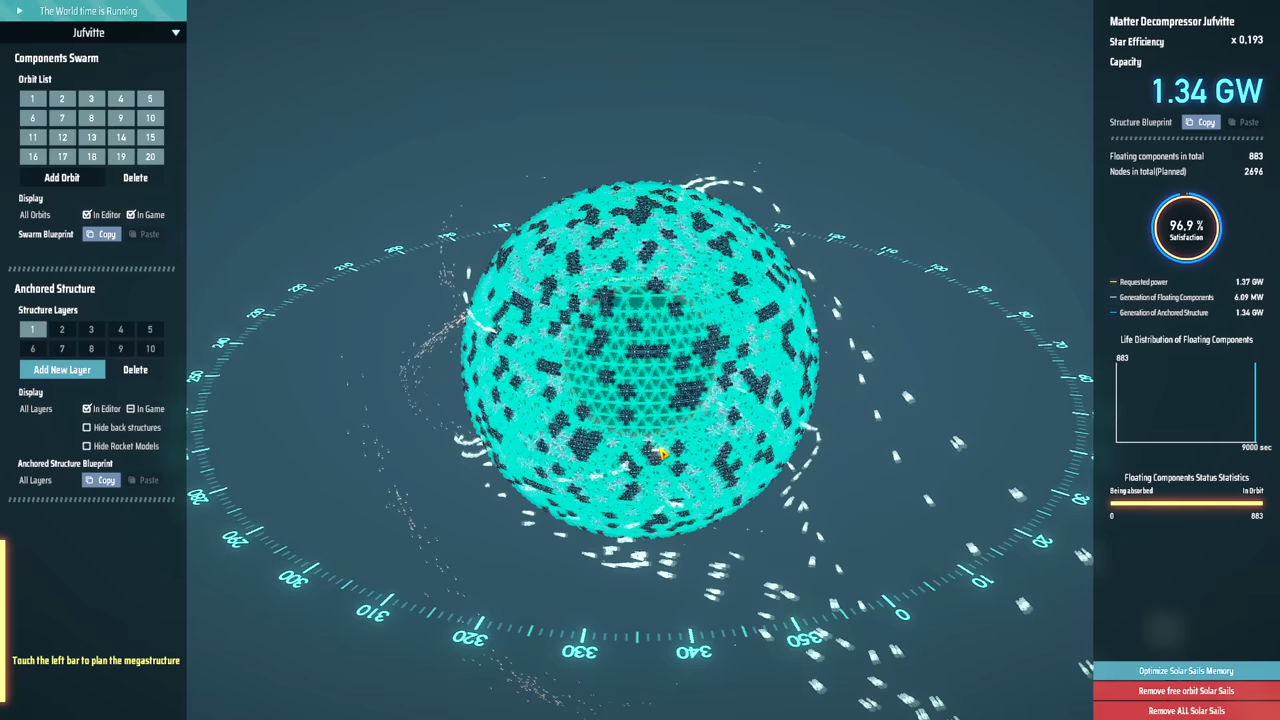 The World time is Running
Jufvitte
Components Swarm
Orbit List
1 2 3 4 5
6 7 8 9 10
11 12 13 14 15
16 17 18 19 20
Add Orbit Delete
Display
All Orbits In Editor In Game
Swarm Blueprint Copy Paste
Anchored Structure
Structure Layers
1 2 3 4 5
6 7 8 9 10
Add New Layer Delete
Display
All Layers In Editor In Game
Hide back structures
Hide Rocket Models
Anchored Structure Blueprint
All Layers Copy Paste
Touch the left bar to plan the megastructure
290
300
310
320
330
340
350
0
10
20
Matter Decompressor Jufvitte
Star Efficiency x 0.193
Capacity
1.34 GW
Structure Blueprint Copy Paste
Floating components in total 883
Nodes in total(Planned) 2696
96.9 %
Satisfaction
Requested power 1.37 GW
Generation of Floating Components 6.09 MW
Generation of Anchored Structure 1.34 GW
Life Distribution of Floating Components
883
9000 sec
Floating Components Status Statistics
Being absorbed In Orbit
0 883
Optimize Solar Sails Memory
Remove free orbit Solar Sails
Remove ALL Solar Sails